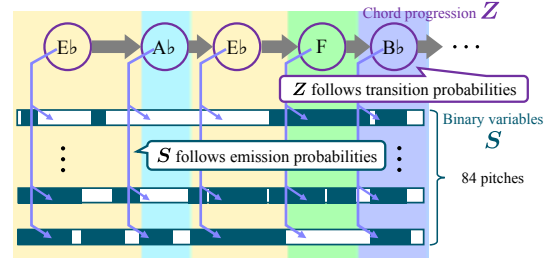 Chord progression Z
E♭ A♭ E♭ F B♭ ...
Z follows transition probabilities
Binary variables
S
S follows emission probabilities
84 pitches